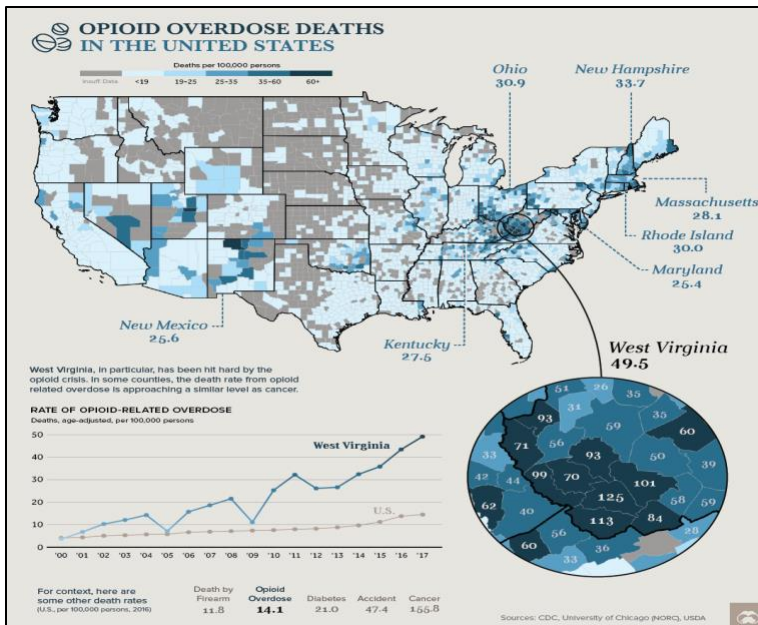 OPIOID OVERDOSE DEATHS
IN THE UNITED STATES
Deaths per 100,000 persons
Insuff. Data <19 19–25 25–35 35–60 60+
Ohio
30.9
New Hampshire
33.7
Massachusetts
28.1
Rhode Island
30.0
Maryland
25.4
New Mexico
25.6
Kentucky
27.5
West Virginia
49.5
West Virginia, in particular, has been hit hard by the
opioid crisis. In some counties, the death rate from opioid
related overdose is approaching a similar level as cancer.
RATE OF OPIOID-RELATED OVERDOSE
Deaths, age-adjusted, per 100,000 persons
50
40
30
20
10
0
West Virginia
U.S.
'00 '01 '02 '03 '04 '05 '06 '07 '08 '09 '10 '11 '12 '13 '14 '15 '16 '17
51 26 35
93 31 35
71 56 59 60
33 93 50 39
42 44 99 70 101
125 58 59
62 40 113 84 28
60 56 33 36
For context, here are
some other death rates
(U.S., per 100,000 persons, 2016)
Death by
Firearm
11.8
Opioid
Overdose
14.1
Diabetes
21.0
Accident
47.4
Cancer
155.8
Sources: CDC, University of Chicago (NORC), USDA